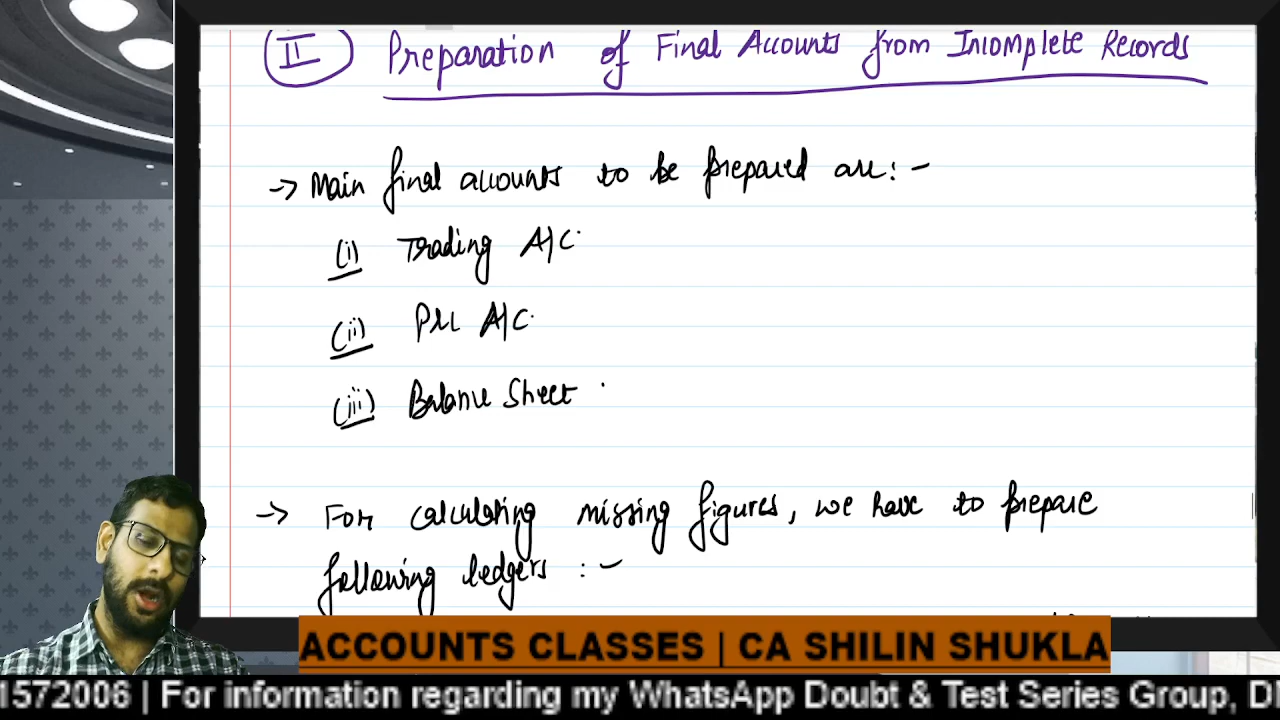 II Preparation of Final Accounts from Incomplete Records
→ Main final accounts to be prepared are:-
(i) Trading A/C.
(ii) P&L A/C.
(iii) Balance Sheet.
→ For calculating missing figures, we have to prepare
following ledgers :-
ACCOUNTS CLASSES | CA SHILIN SHUKLA
1572006 | For information regarding my WhatsApp Doubt & Test Series Group,